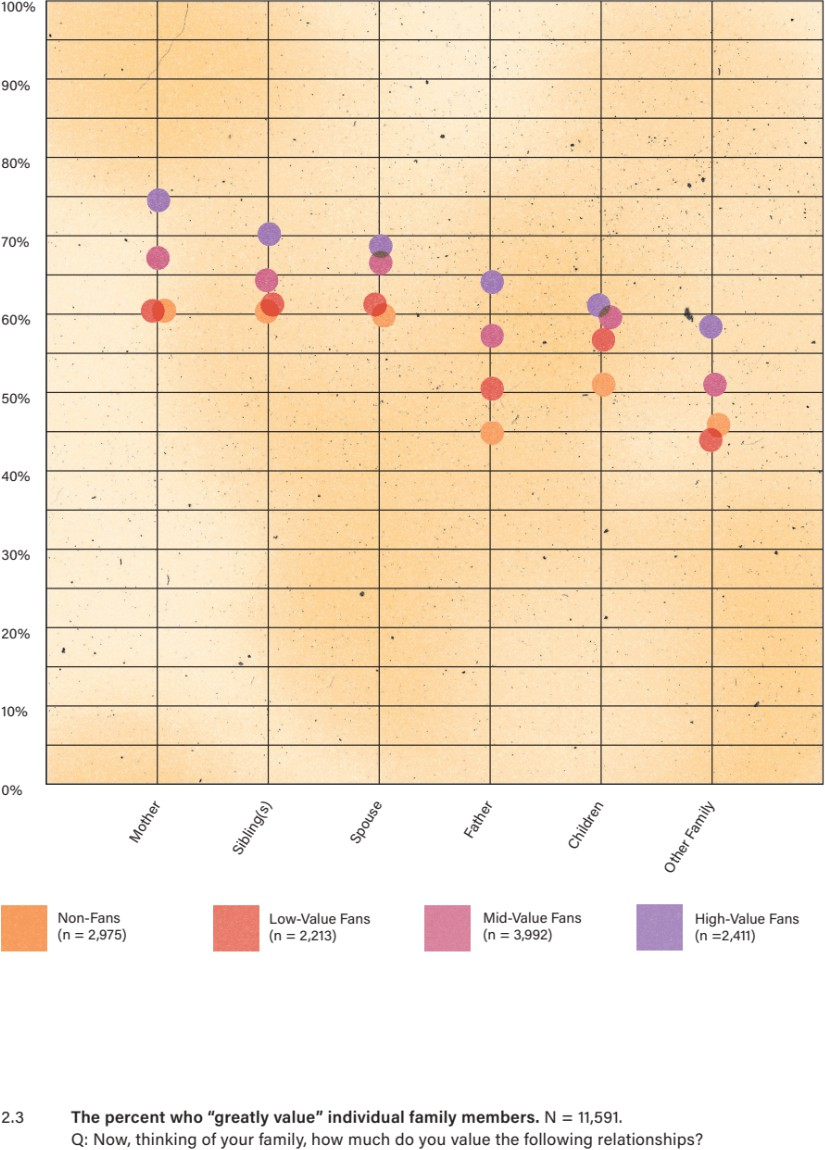 100%
90%
80%
70%
60%
50%
40%
30%
20%
10%
0%
Mother
Sibling(s)
Spouse
Father
Children
Other Family
Non-Fans
(n = 2,975)
Low-Value Fans
(n = 2,213)
Mid-Value Fans
(n = 3,992)
High-Value Fans
(n =2,411)
2.3 The percent who “greatly value” individual family members. N = 11,591.
Q: Now, thinking of your family, how much do you value the following relationships?